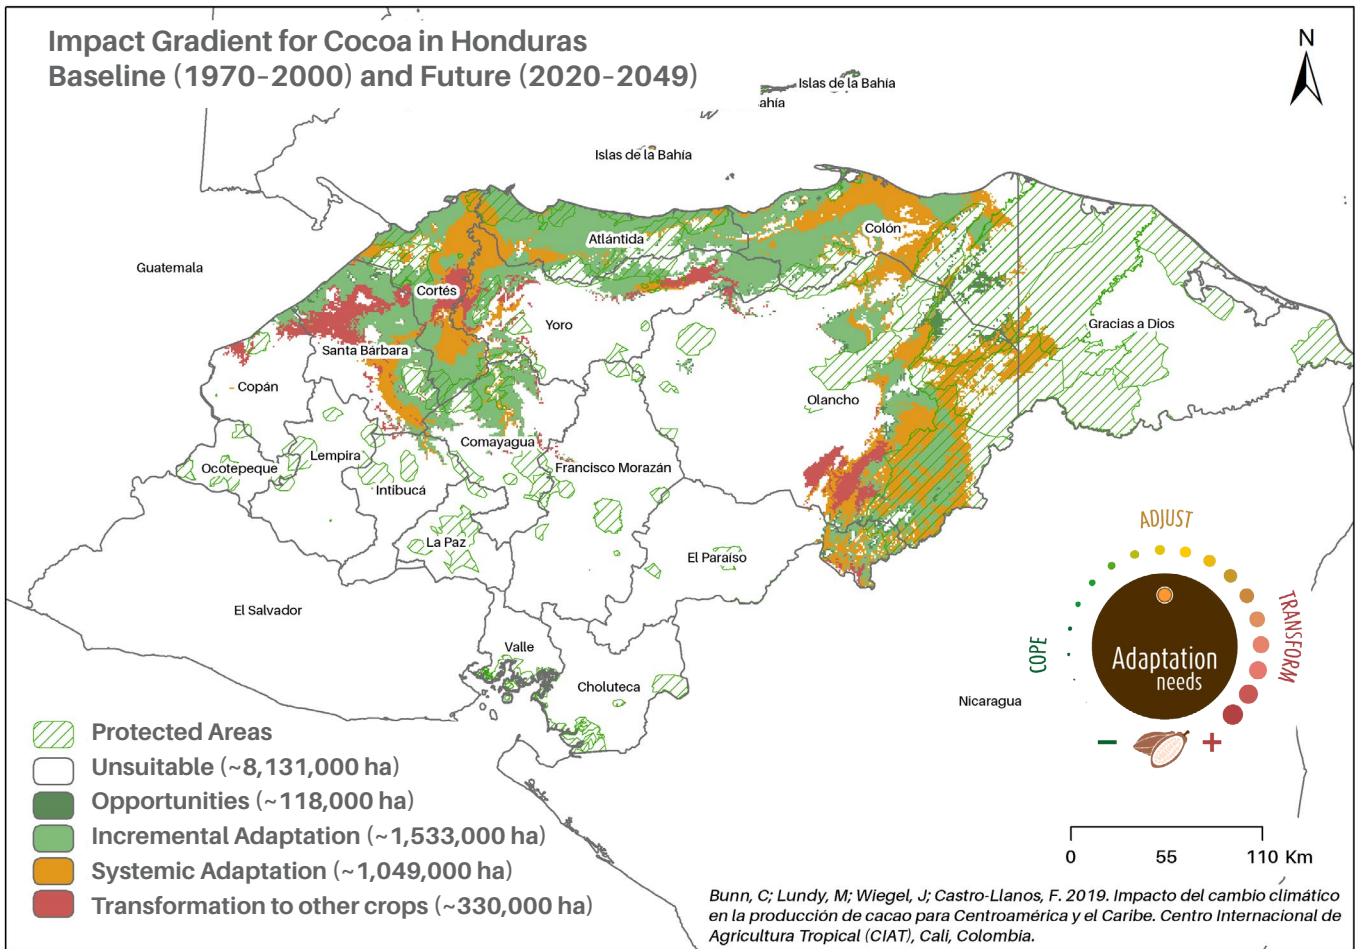 Impact Gradient for Cocoa in Honduras
Baseline (1970-2000) and Future (2020-2049)
N
Islas de la Bahía
ahía
Islas de la Bahía
Colón
Atlántida
Guatemala
Cortés
Yoro
Gracias a Dios
Santa Bárbara
Copán
Olancho
Comayagua
Lempira
Ocotepeque
Francisco Morazán
Intibucá
La Paz
El Paraíso
El Salvador
Valle
Choluteca
Nicaragua
ADJUST
COPE
TRANSFORM
Adaptation
needs
Protected Areas
Unsuitable (~8,131,000 ha)
Opportunities (~118,000 ha)
Incremental Adaptation (~1,533,000 ha)
Systemic Adaptation (~1,049,000 ha)
Transformation to other crops (~330,000 ha)
0 55 110 Km
Bunn, C; Lundy, M; Wiegel, J; Castro-Llanos, F. 2019. Impacto del cambio climático
en la producción de cacao para Centroamérica y el Caribe. Centro Internacional de
Agricultura Tropical (CIAT), Cali, Colombia.